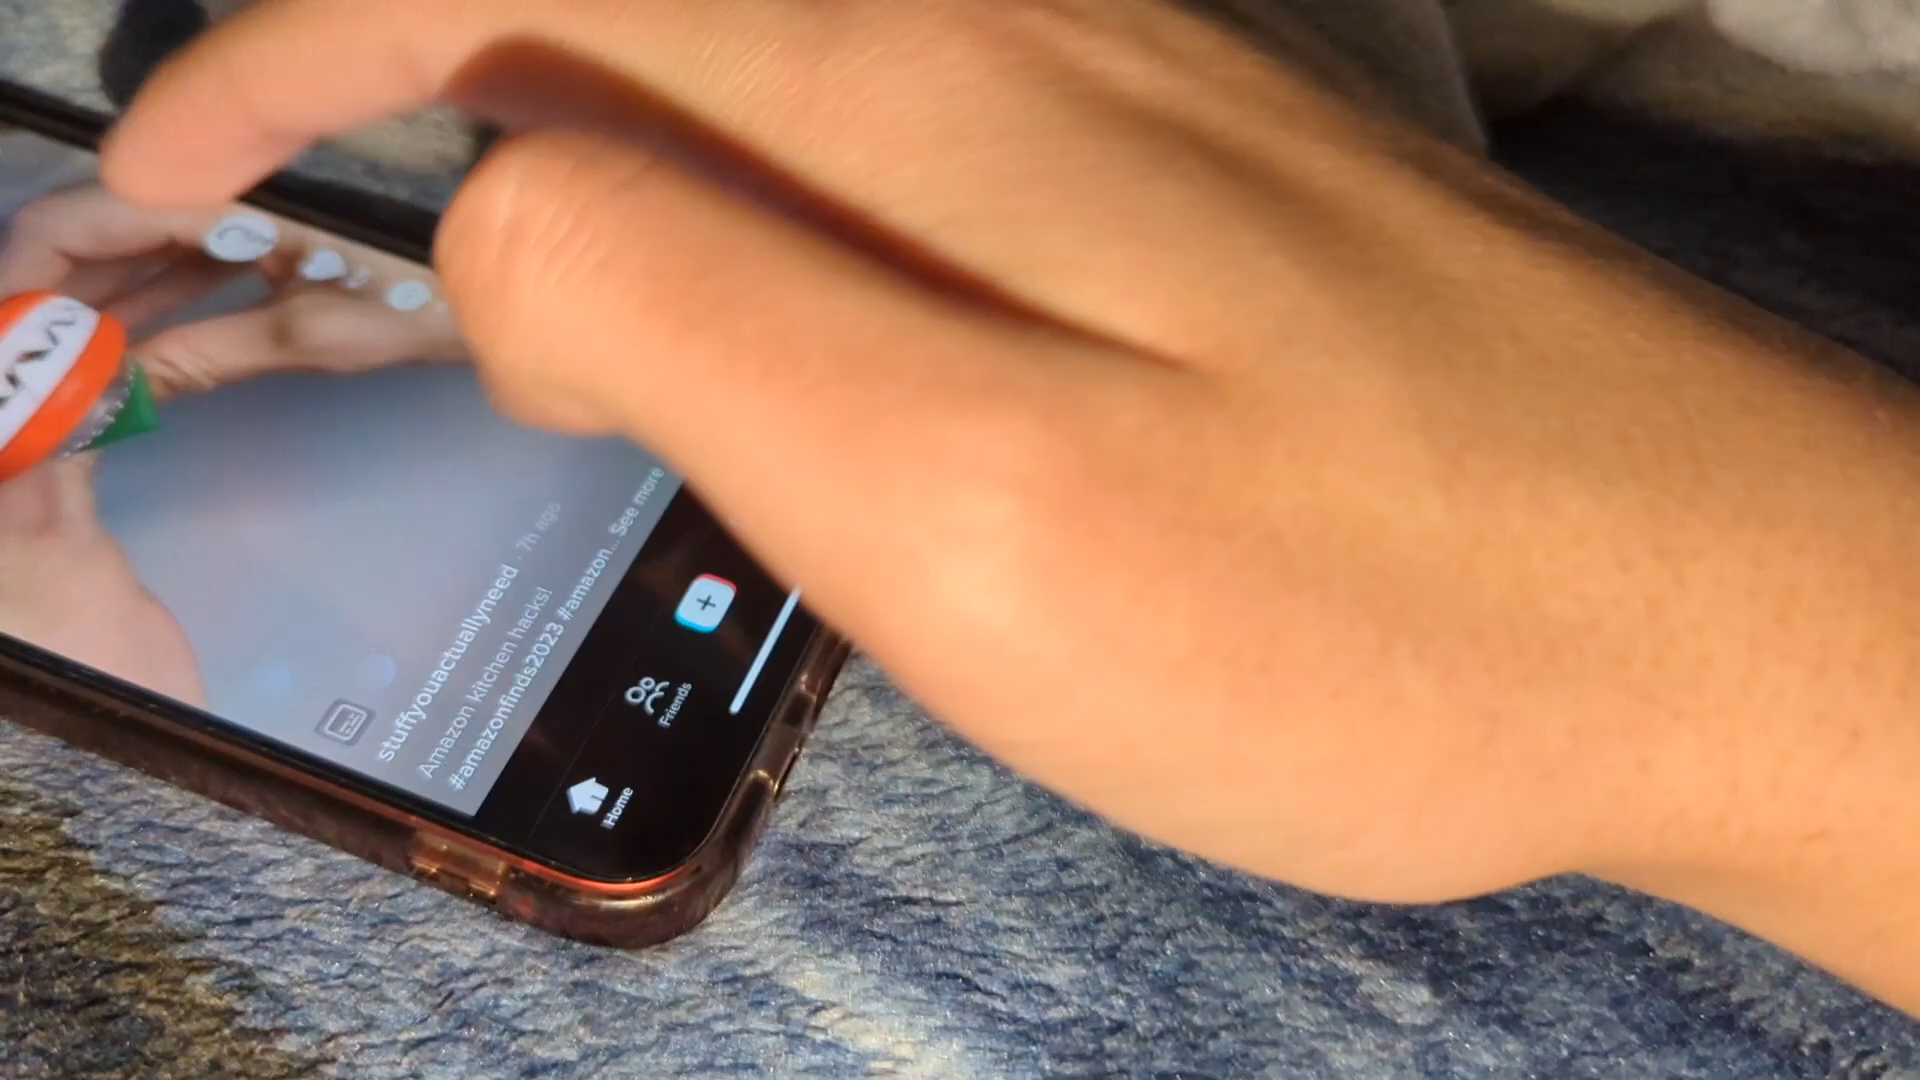 stuffyouactuallyneed · 7h ago
Amazon kitchen hacks!
#amazonfinds2023 #amazon... See more
Home
Friends